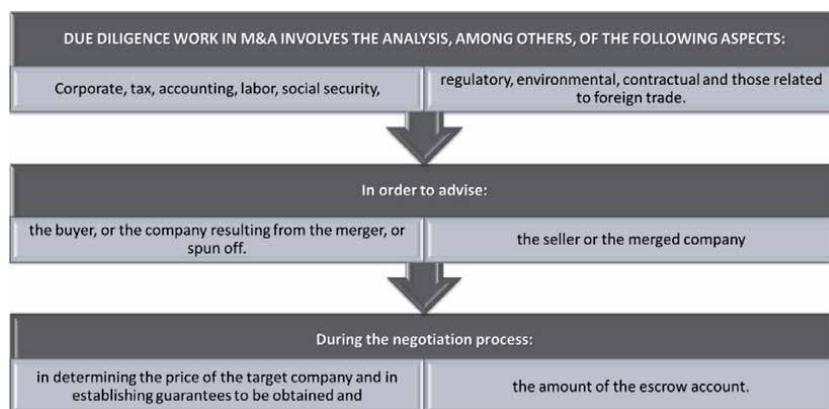 DUE DILIGENCE WORK IN M&A INVOLVES THE ANALYSIS, AMONG OTHERS, OF THE FOLLOWING ASPECTS:
Corporate, tax, accounting, labor, social security,
regulatory, environmental, contractual and those related
to foreign trade.
In order to advise:
the buyer, or the company resulting from the merger, or
spun off.
the seller or the merged company
During the negotiation process:
in determining the price of the target company and in
establishing guarantees to be obtained and
the amount of the escrow account.